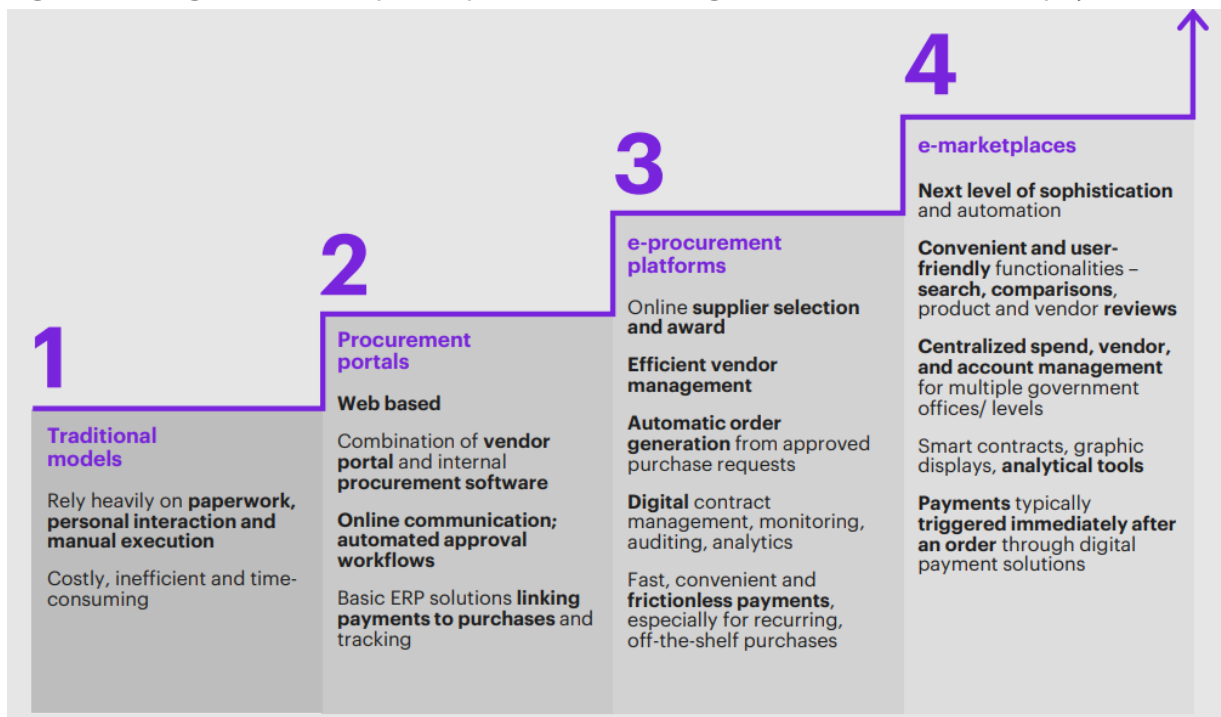 1
Traditional
models
Rely heavily on paperwork,
personal interaction and
manual execution
Costly, inefficient and time-
consuming
2
Procurement
portals
Web based
Combination of vendor
portal and internal
procurement software
Online communication;
automated approval
workflows
Basic ERP solutions linking
payments to purchases and
tracking
3
e-procurement
platforms
Online supplier selection
and award
Efficient vendor
management
Automatic order
generation from approved
purchase requests
Digital contract
management, monitoring,
auditing, analytics
Fast, convenient and
frictionless payments,
especially for recurring,
off-the-shelf purchases
4
e-marketplaces
Next level of sophistication
and automation
Convenient and user-
friendly functionalities –
search, comparisons,
product and vendor reviews
Centralized spend, vendor,
and account management
for multiple government
offices/ levels
Smart contracts, graphic
displays, analytical tools
Payments typically
triggered immediately after
an order through digital
payment solutions